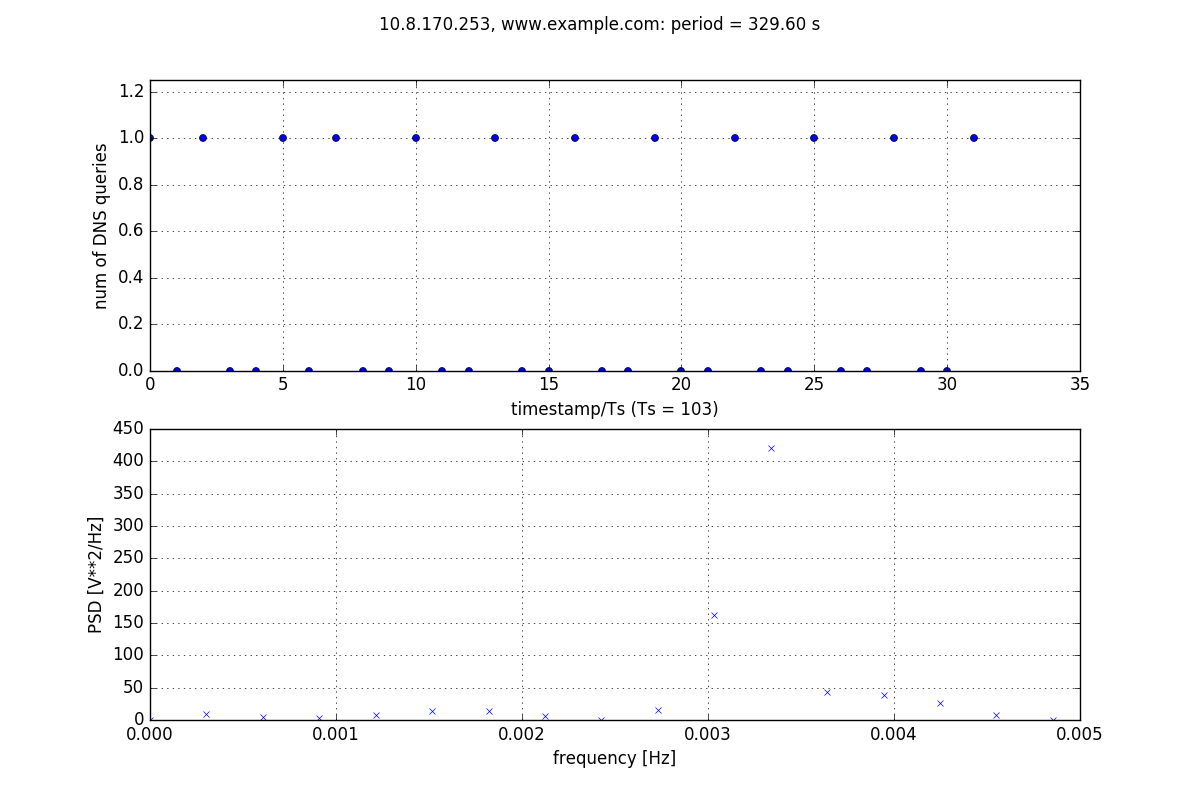 10.8.170.253, www.example.com: period = 329.60 s
num of DNS queries
1.2
1.0
0.8
0.6
0.4
0.2
0.0
0 5 10 15 20 25 30 35
timestamp/Ts (Ts = 103)
PSD [V**2/Hz]
450
400
350
300
250
200
150
100
50
0
0.000 0.001 0.002 0.003 0.004 0.005
frequency [Hz]